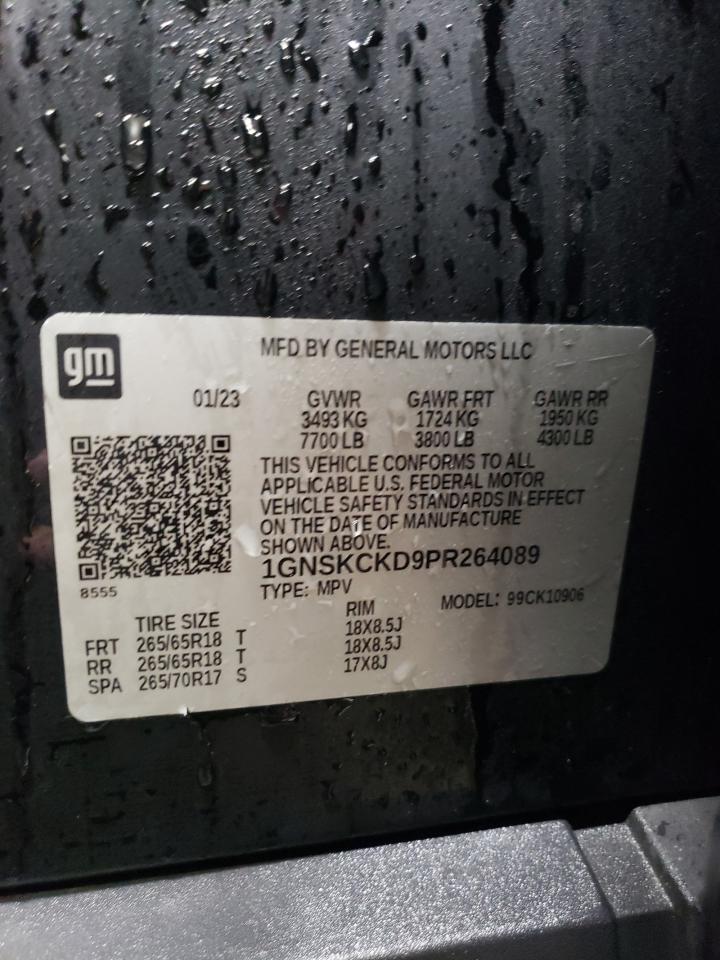 gm
MFD BY GENERAL MOTORS LLC
01/23 GVWR GAWR FRT GAWR RR
3493 KG 1724 KG 1950 KG
7700 LB 3800 LB 4300 LB
THIS VEHICLE CONFORMS TO ALL
APPLICABLE U.S. FEDERAL MOTOR
VEHICLE SAFETY STANDARDS IN EFFECT
ON THE DATE OF MANUFACTURE
SHOWN ABOVE.
1GNSKCKD9PR264089
8555
TYPE: MPV MODEL: 99CK10906
TIRE SIZE RIM
FRT 265/65R18 T 18X8.5J
RR 265/65R18 T 18X8.5J
SPA 265/70R17 S 17X8J